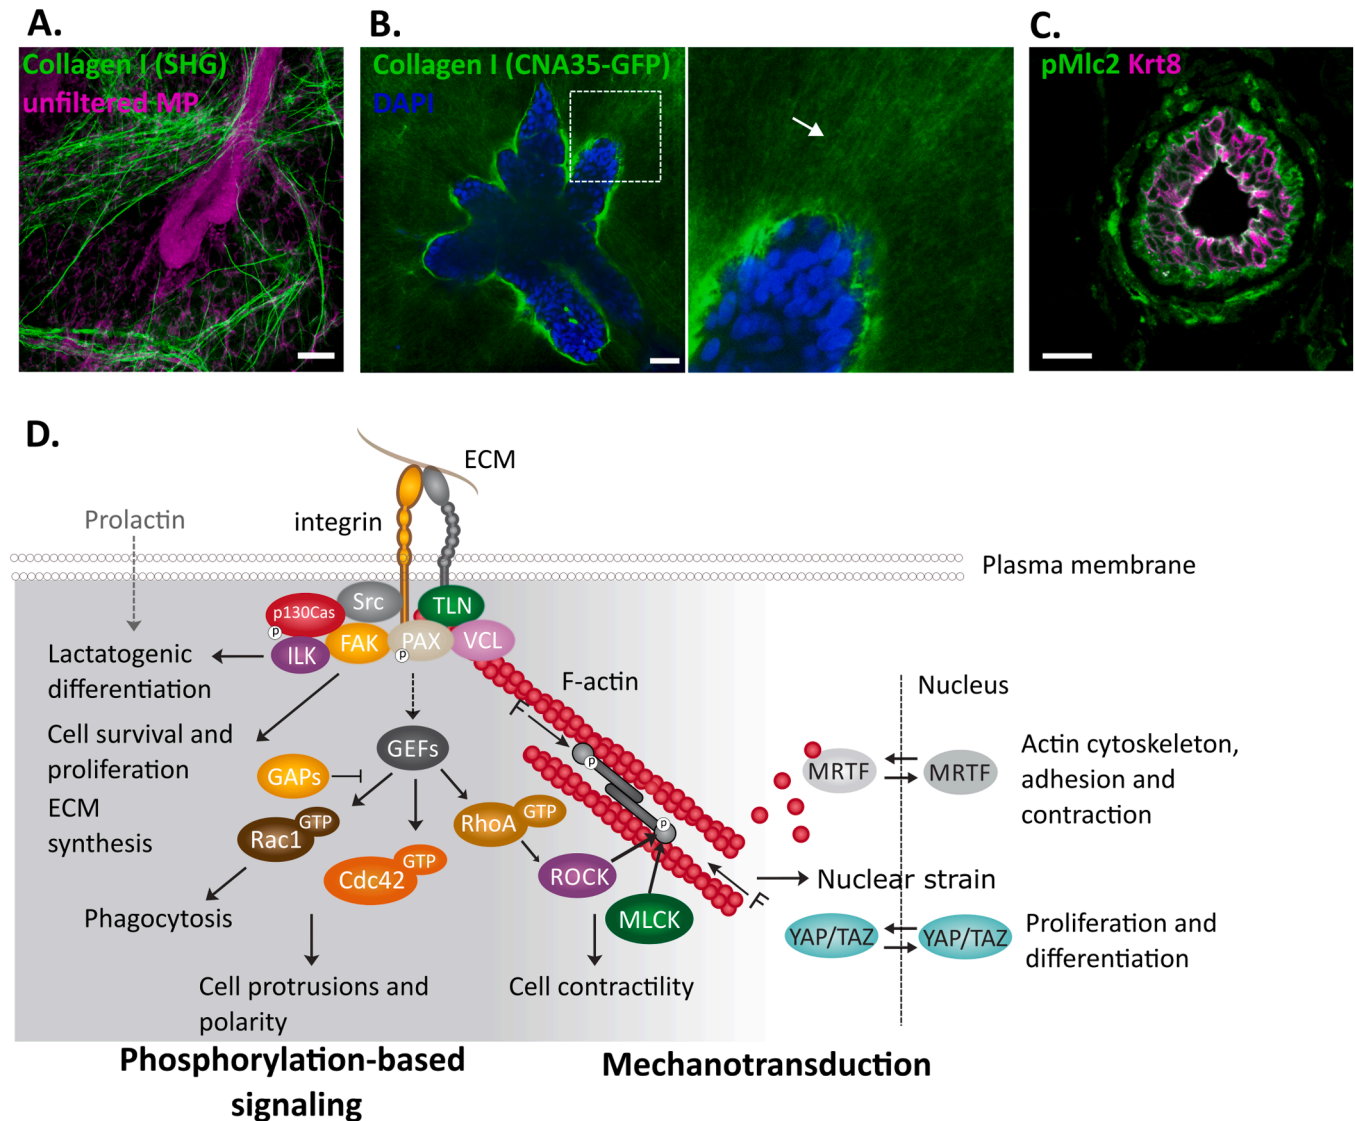 A.
Collagen I (SHG)
unfiltered MP
B.
Collagen I (CNA35-GFP)
DAPI
C.
pMlc2 Krt8
D.
ECM
integrin
Prolactin
Plasma membrane
p130Cas
Src
TLN
P
ILK
FAK
PAX
P
VCL
Lactatogenic
differentiation
Cell survival and
proliferation
ECM
synthesis
GAPs
GEFs
Rac1
GTP
Cdc42
GTP
RhoA
GTP
ROCK
MLCK
Phagocytosis
Cell protrusions and
polarity
Cell contractility
F-actin
F
P
P
F
Nucleus
MRTF
MRTF
Actin cytoskeleton,
adhesion and
contraction
Nuclear strain
YAP/TAZ
YAP/TAZ
Proliferation and
differentiation
Phosphorylation-based
signaling
Mechanotransduction